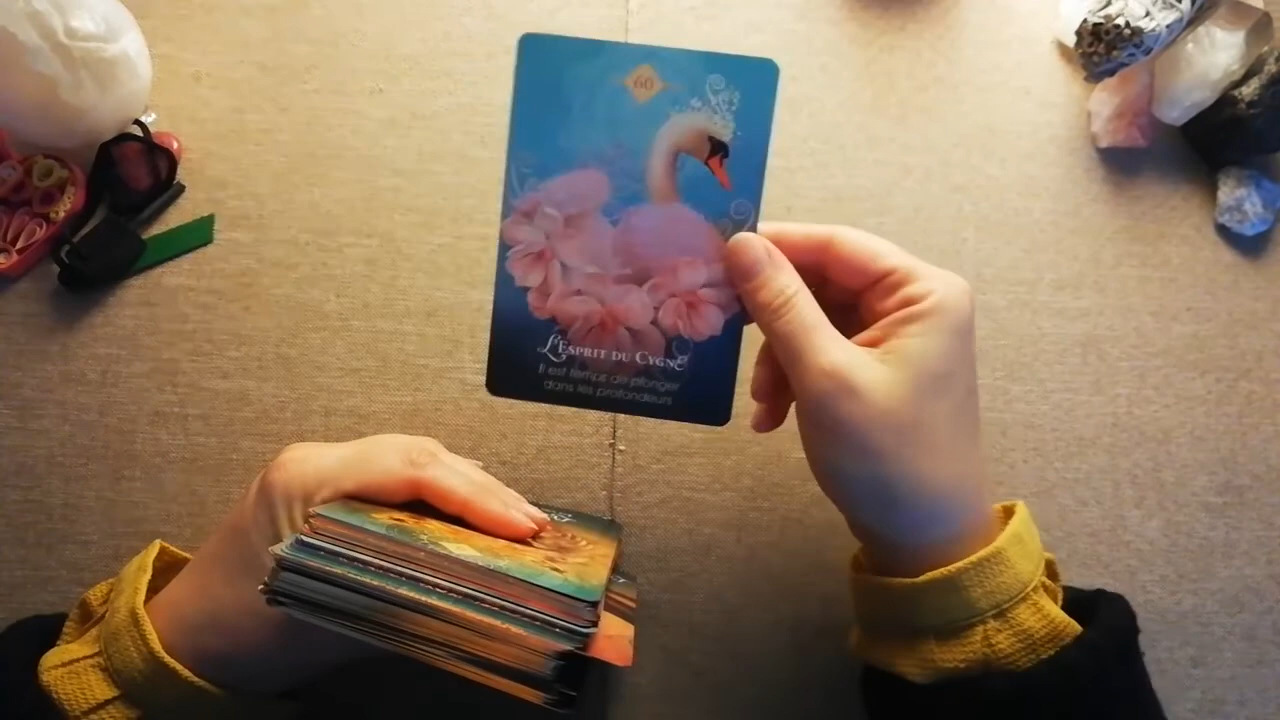 60
L'Esprit du Cygne
Il est temps de plonger
dans les profondeurs